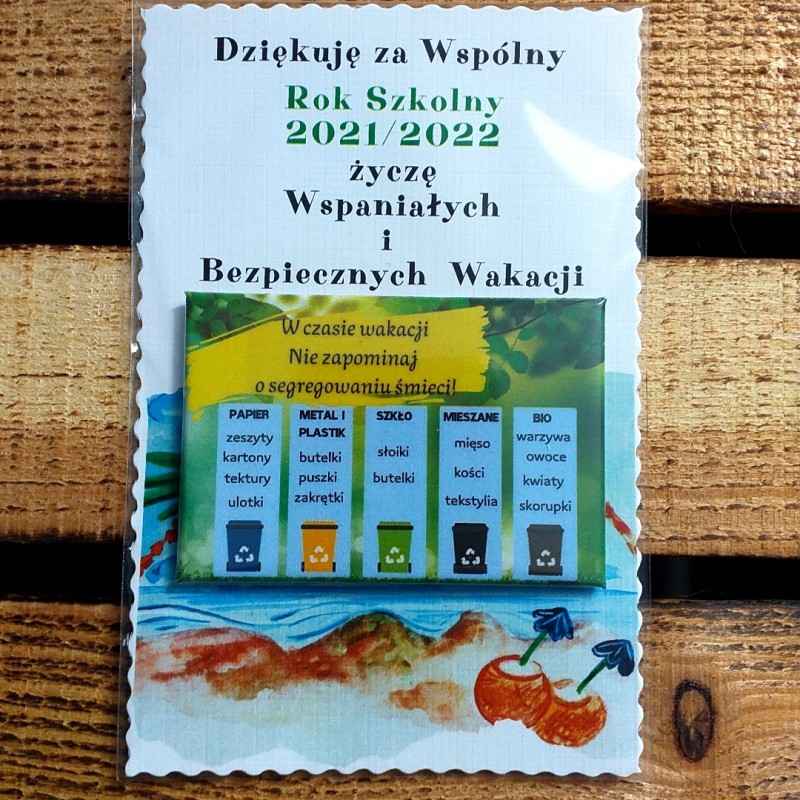 Dziękuję za Wspólny
Rok Szkolny
2021/2022
życzę
Wspaniałych
i
Bezpiecznych Wakacji
W czasie wakacji
Nie zapominaj
o segregowaniu śmieci!
PAPIER
zeszyty
kartony
tektury
ulotki
METAL I
PLASTIK
butelki
puszki
zakrętki
SZKŁO
słoiki
butelki
MIESZANE
mięso
kości
tekstylia
BIO
warzywa
owoce
kwiaty
skorupki